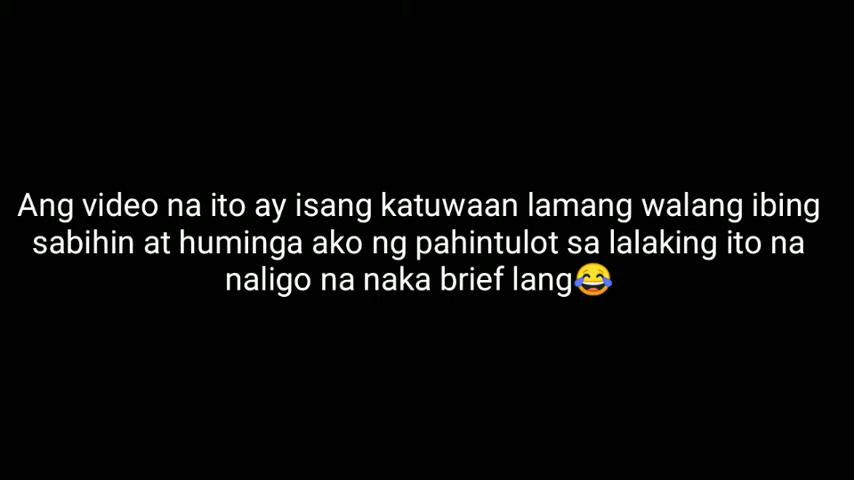 Ang video na ito ay isang katuwaan lamang walang ibing
sabihin at huminga ako ng pahintulot sa lalaking ito na
naligo na naka brief lang😂